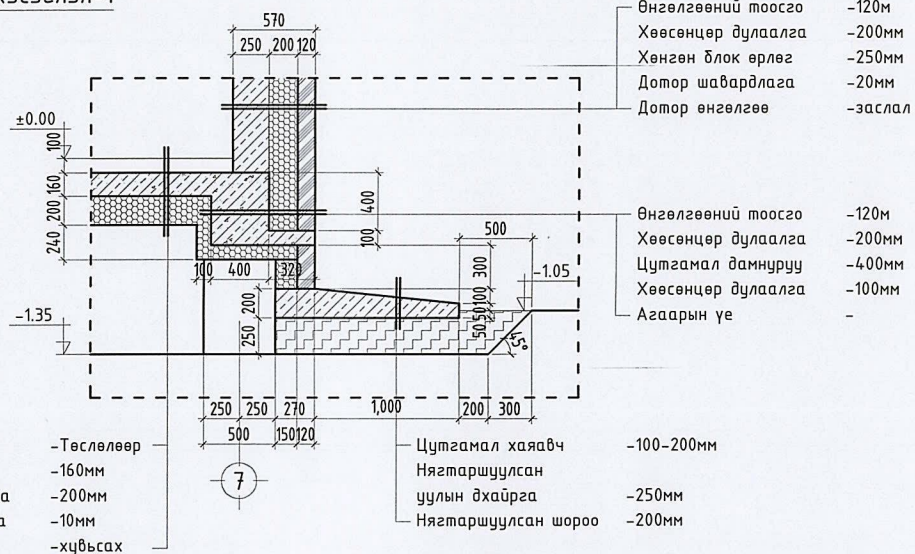 570
250 200 120
Өнгөлгөөний тоосго -120м
Хөөсөнцөр дулаалга -200мм
Хөнгөн блок өрлөг -250мм
Дотор шавардлага -20мм
Дотор өнгөлгөө -заслал
±0.00
100
160
200
240
400
100
100 400 320
Өнгөлгөөний тоосго -120м
Хөөсөнцөр дулаалга -200мм
Цутгамал дамнуруу -400мм
Хөөсөнцөр дулаалга -100мм
Агаарын үе -
500
300
100
50
50
-1.05
200
250
-1.35
45°
250 250 270 1,000 200 300
500 150 120
7
-Төслөлөөр
-160мм
-200мм
-10мм
-хувьсах
Цутгамал хаяавч -100-200мм
Нягтаршуулсан
уулын дхайрга -250мм
Нягтаршуулсан шороо -200мм